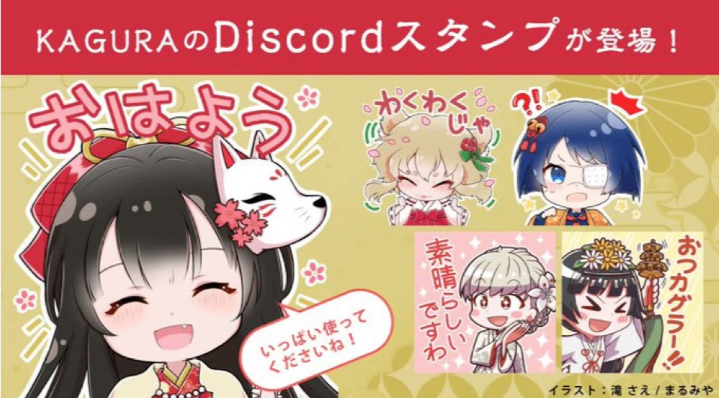 KAGURAのDiscordスタンプが登場！
おはよう
わくわく
じゃ
?!
素晴らしい
ですわ
おつカグラー!!
いっぱい使って
くださいね！
イラスト：滝 さえ / まるみや